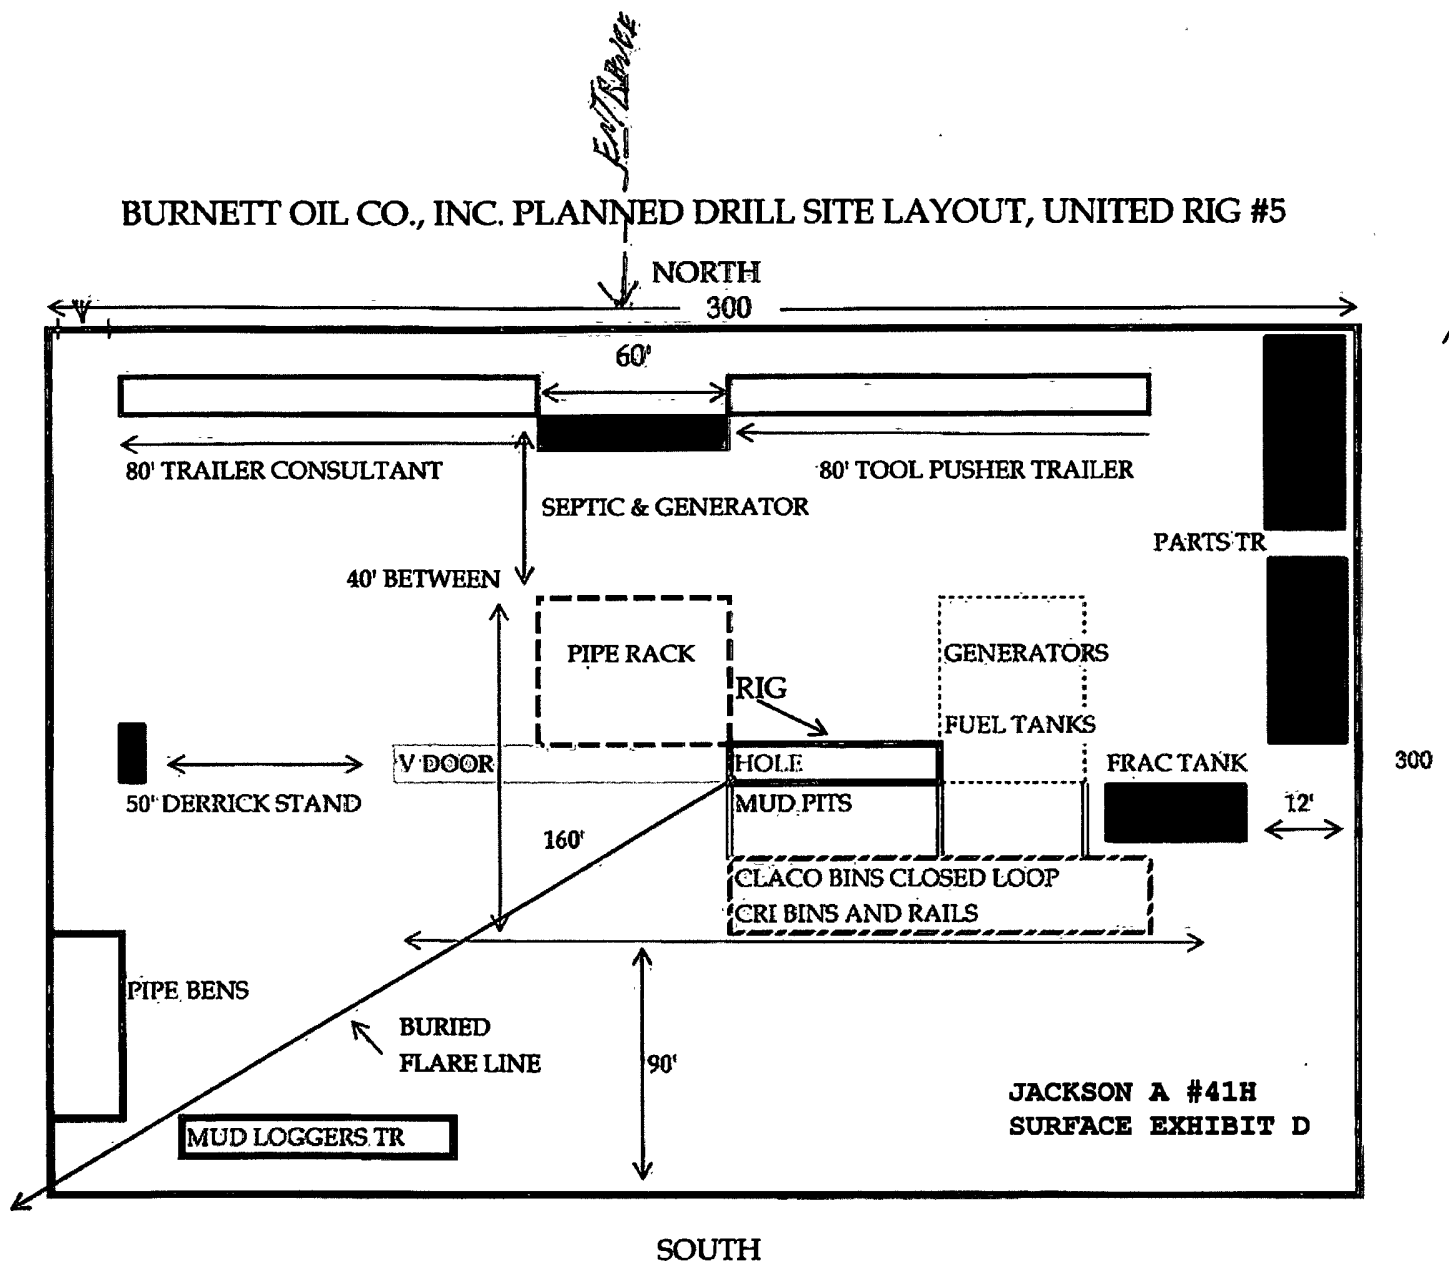 ENTRANCE
BURNETT OIL CO., INC. PLANNED DRILL SITE LAYOUT, UNITED RIG #5
NORTH
300
60'
80' TRAILER CONSULTANT
80' TOOL PUSHER TRAILER
SEPTIC & GENERATOR
PARTS TR
40' BETWEEN
PIPE RACK
GENERATORS
RIG
FUEL TANKS
V DOOR
HOLE
FRAC TANK
300
50' DERRICK STAND
MUD PITS
12'
160'
CLACO BINS CLOSED LOOP
CRI BINS AND RAILS
PIPE BENS
BURIED
FLARE LINE
90'
JACKSON A #41H
SURFACE EXHIBIT D
MUD LOGGERS TR
SOUTH